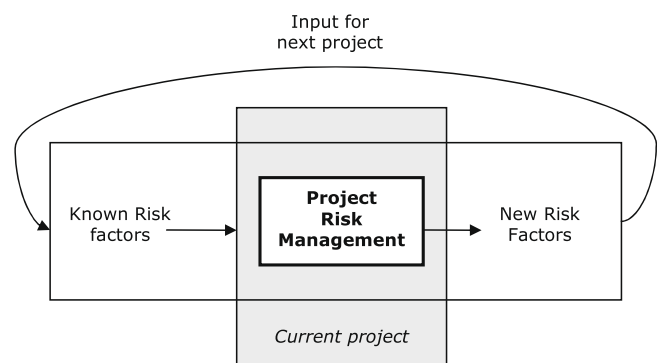 Input for
next project
Known Risk
factors
Project
Risk
Management
New Risk
Factors
Current project